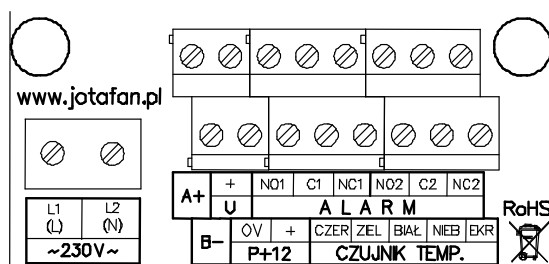 www.jotafan.pl
A+ + NO1 C1 NC1 NO2 C2 NC2
U ALARM
L1 L2
(L) (N)
~230V~
B- 0V + CZER ZIEL BIAŁ NIEB EKR
P+12 CZUJNIK TEMP.
RoHS